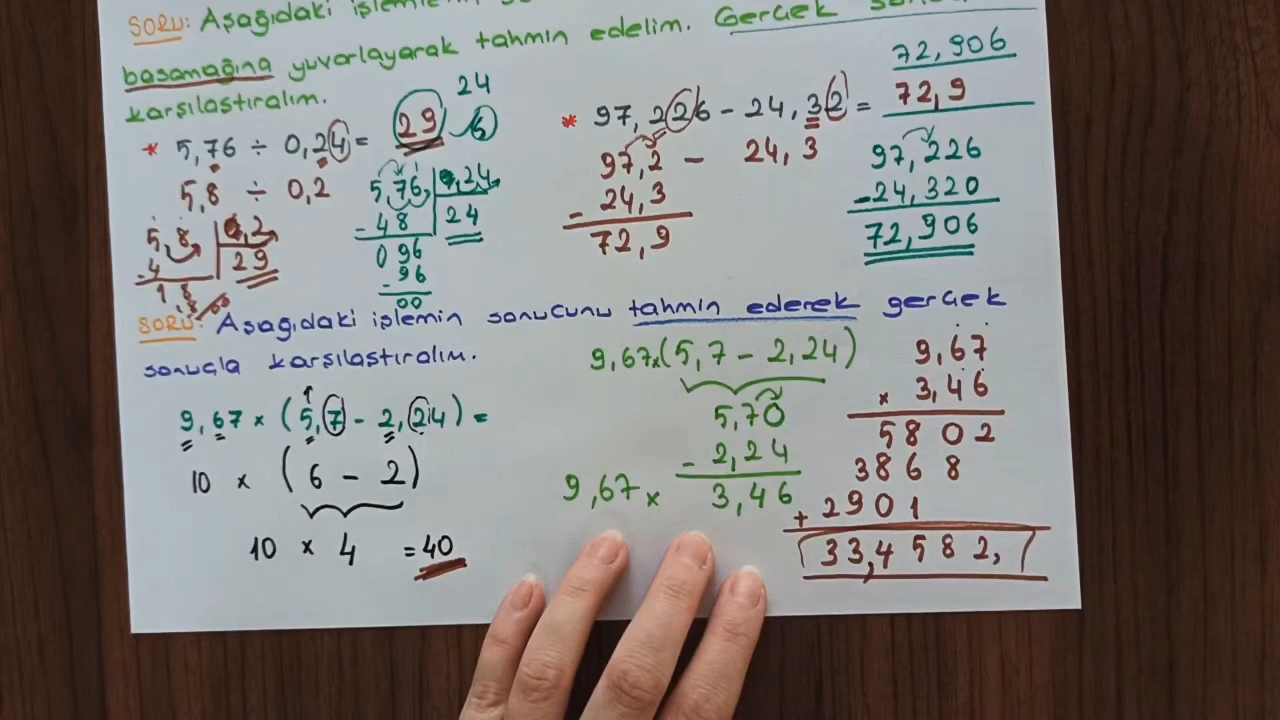 SORU: Aşağıdaki işlemlerin
basamağına yuvarlayarak tahmin edelim. Gerçek
karşılaştıralım.
* 5,76 ÷ 0,24 = 29
24
5
5,8 ÷ 0,2
5,8 0,2
- 4 29
1,8
5,76, 0,24
- 48 24
096
- 96
00
* 97,226 - 24,32 =
72,906
72,9
97,2 - 24,3
- 24,3
72,9
97,226
- 24,320
72,906
SORU: Aşağıdaki işlemin sonucunu tahmin ederek gerçek
sonuçla karşılaştıralım.
9,67 x (5,7 - 2,24) =
10 x (6 - 2)
10 x 4 = 40
9,67x(5,7 - 2,24)
5,70
- 2,24
9,67 x 3,46
9,67
x 3,46
5802
3868
+ 2901
33,4582,